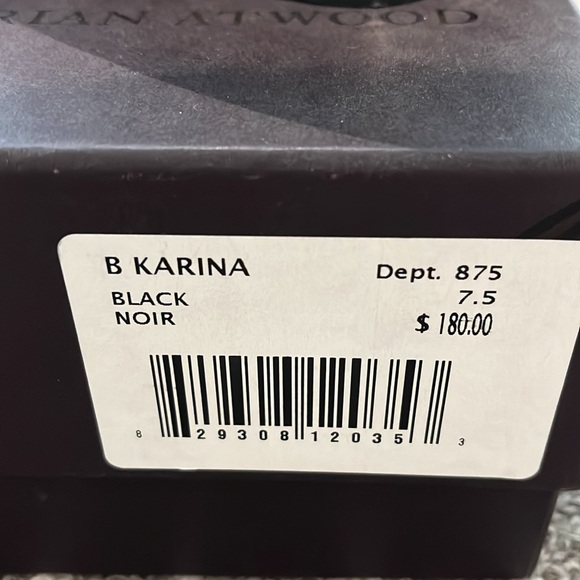 RIAN ATWOOD
B KARINA
Dept. 875
BLACK
7.5
NOIR
$ 180.00
8 29308 12035 3